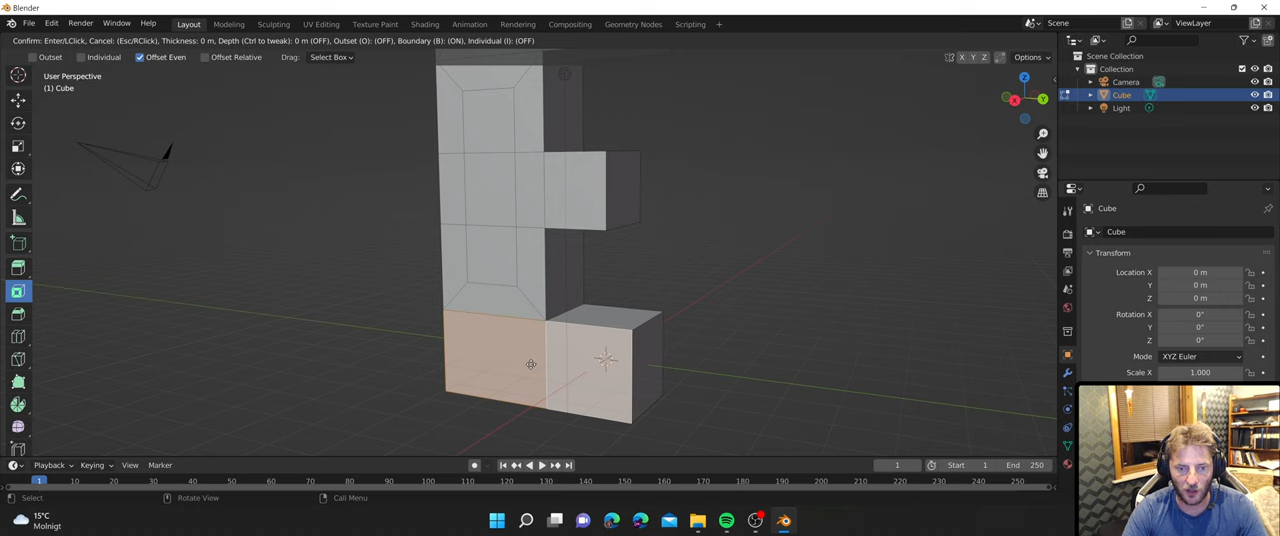 Blender
File Edit Render Window Help Layout Modeling Sculpting UV Editing Texture Paint Shading Animation Rendering Compositing Geometry Nodes Scripting + Scene ViewLayer
Confirm: Enter/LClick, Cancel: (Esc/RClick), Thickness: 0 m, Depth (Ctrl to tweak): 0 m (OFF), Outset (O): (OFF), Boundary (B): (ON), Individual (I): (OFF)
Outset Individual Offset Even Offset Relative Drag: Select Box X Y Z Options
User Perspective
(1) Cube
Z
X
Y
Scene Collection
Collection
Camera
Cube
Light
Cube
Cube
Transform
Location X 0 m
Y 0 m
Z 0 m
Rotation X 0°
Y 0°
Z 0°
Mode XYZ Euler
Scale X 1.000
Playback Keying View Marker 1 Start 1 End 250
1 10 20 30 40 50 60 70 80 90 100 110 120 130 140 150 160 170 180 190 200 210 220 230 240 250
Select Rotate View Call Menu
15°C
Molnigt